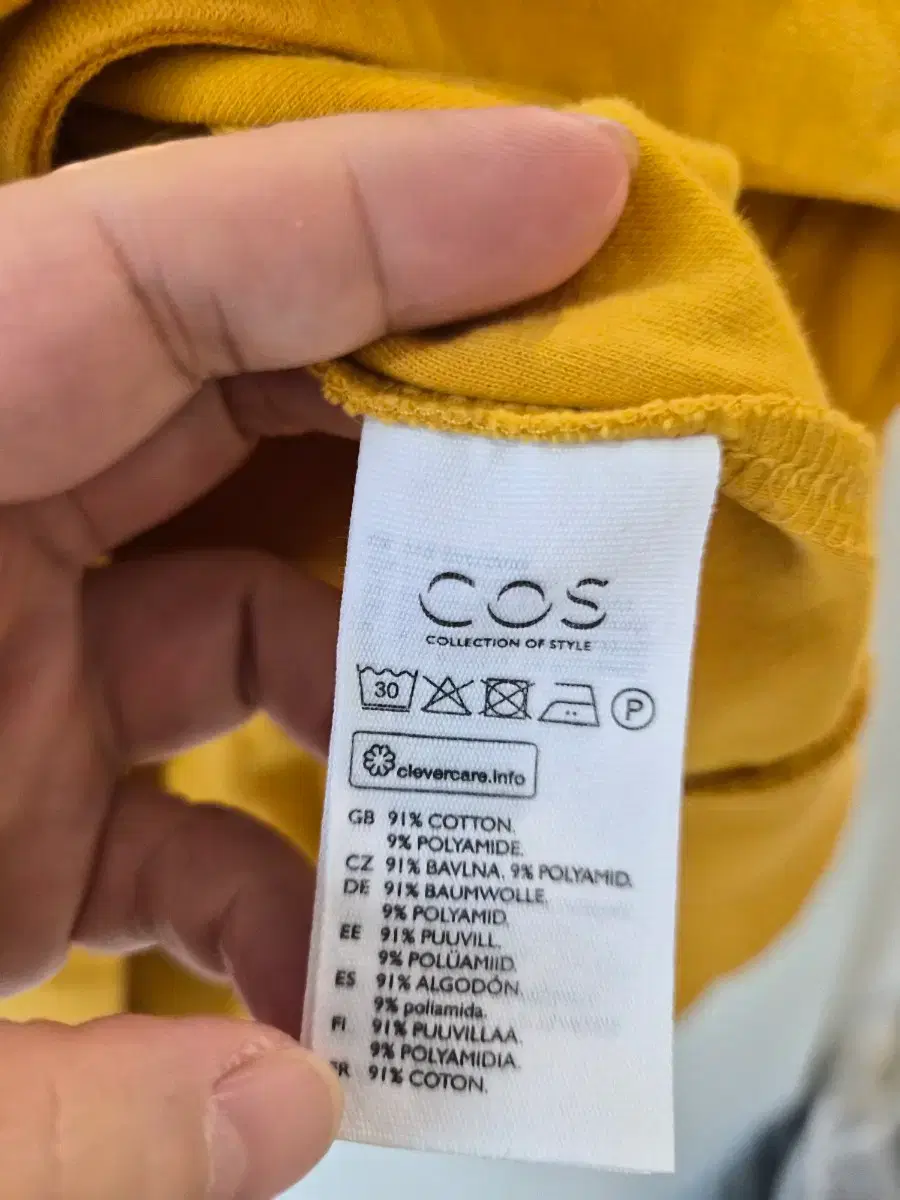 COS
COLLECTION OF STYLE
30 P
clevercare.info
GB 91% COTTON,
9% POLYAMIDE.
CZ 91% BAVLNA, 9% POLYAMID.
DE 91% BAUMWOLLE,
9% POLYAMID.
EE 91% PUUVILL,
9% POLÜAMIID.
ES 91% ALGODÓN,
9% poliamida.
FI 91% PUUVILLAA,
9% POLYAMIDIA.
FR 91% COTON,